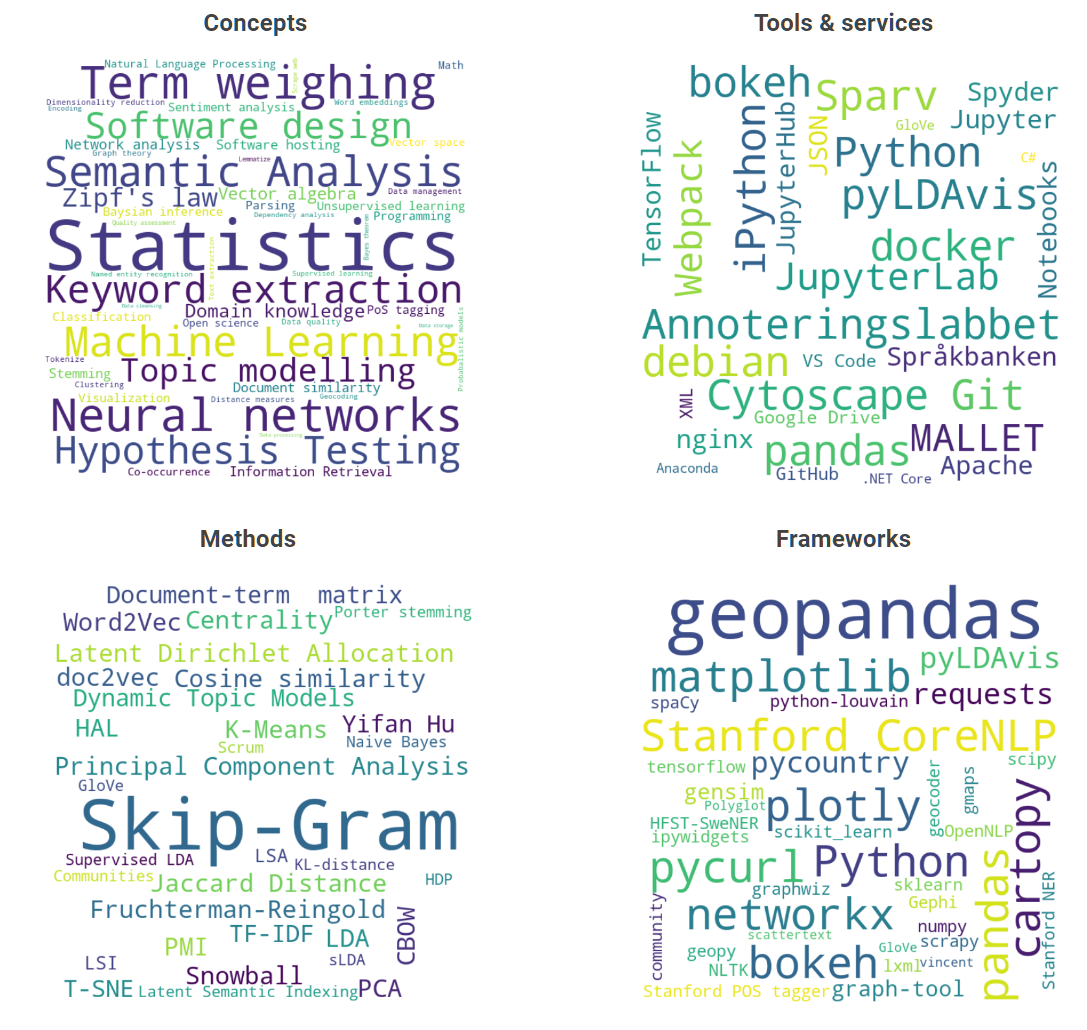 Concepts
Natural Language Processing
Math
Term weighing
Dimensionality reduction
Word embeddings
Encoding
Sentiment analysis
Software design
Network analysis
Software hosting
Vector space
Graph theory
Lemmatize
Semantic Analysis
Zipf's law
Vector algebra
Data management
Parsing
Unsupervised learning
Baysian inference
Dependency analysis
Programming
Quality assessment
Bayes theorem
Statistics
Text extraction
Named entity recognition
Supervised learning
Keyword extraction
Data cleansing
Domain knowledge
PoS tagging
Classification
Open science
Data quality
Data storage
Probabilistic models
Machine Learning
Tokenize
Topic modelling
Stemming
Clustering
Document similarity
Visualization
Distance measures
Geocoding
Neural networks
Data processing
Hypothesis Testing
Co-occurrence
Information Retrieval
Tools & services
bokeh
Sparv
Spyder
GloVe
Jupyter
TensorFlow
Webpack
iPython
JupyterHub
JSON
Python
C#
pyLDAvis
Notebooks
docker
JupyterLab
Annoteringslabbet
debian
VS Code
Språkbanken
XML
Cytoscape
Git
Google Drive
nginx
pandas
MALLET
Anaconda
GitHub
.NET Core
Apache
Methods
Document-term matrix
Word2Vec
Centrality
Porter stemming
Latent Dirichlet Allocation
doc2vec
Cosine similarity
Dynamic Topic Models
HAL
K-Means
Yifan Hu
Scrum
Naive Bayes
Principal Component Analysis
GloVe
Skip-Gram
Supervised LDA
LSA
KL-distance
Communities
Jaccard Distance
HDP
Fruchterman-Reingold
CBOW
PMI
TF-IDF
LDA
LSI
sLDA
Snowball
T-SNE
Latent Semantic Indexing
PCA
Frameworks
geopandas
matplotlib
pyLDAvis
spaCy
python-louvain
requests
Stanford CoreNLP
tensorflow
pycountry
scipy
gensim
geocoder
gmaps
Polyglot
plotly
HFST-SweNER
scikit_learn
OpenNLP
ipywidgets
cartopy
pycurl
Python
graphwiz
sklearn
pandas
Stanford NER
community
networkx
Gephi
numpy
scattertext
scrapy
geopy
GloVe
NLTK
bokeh
lxml
vincent
Stanford POS tagger
graph-tool